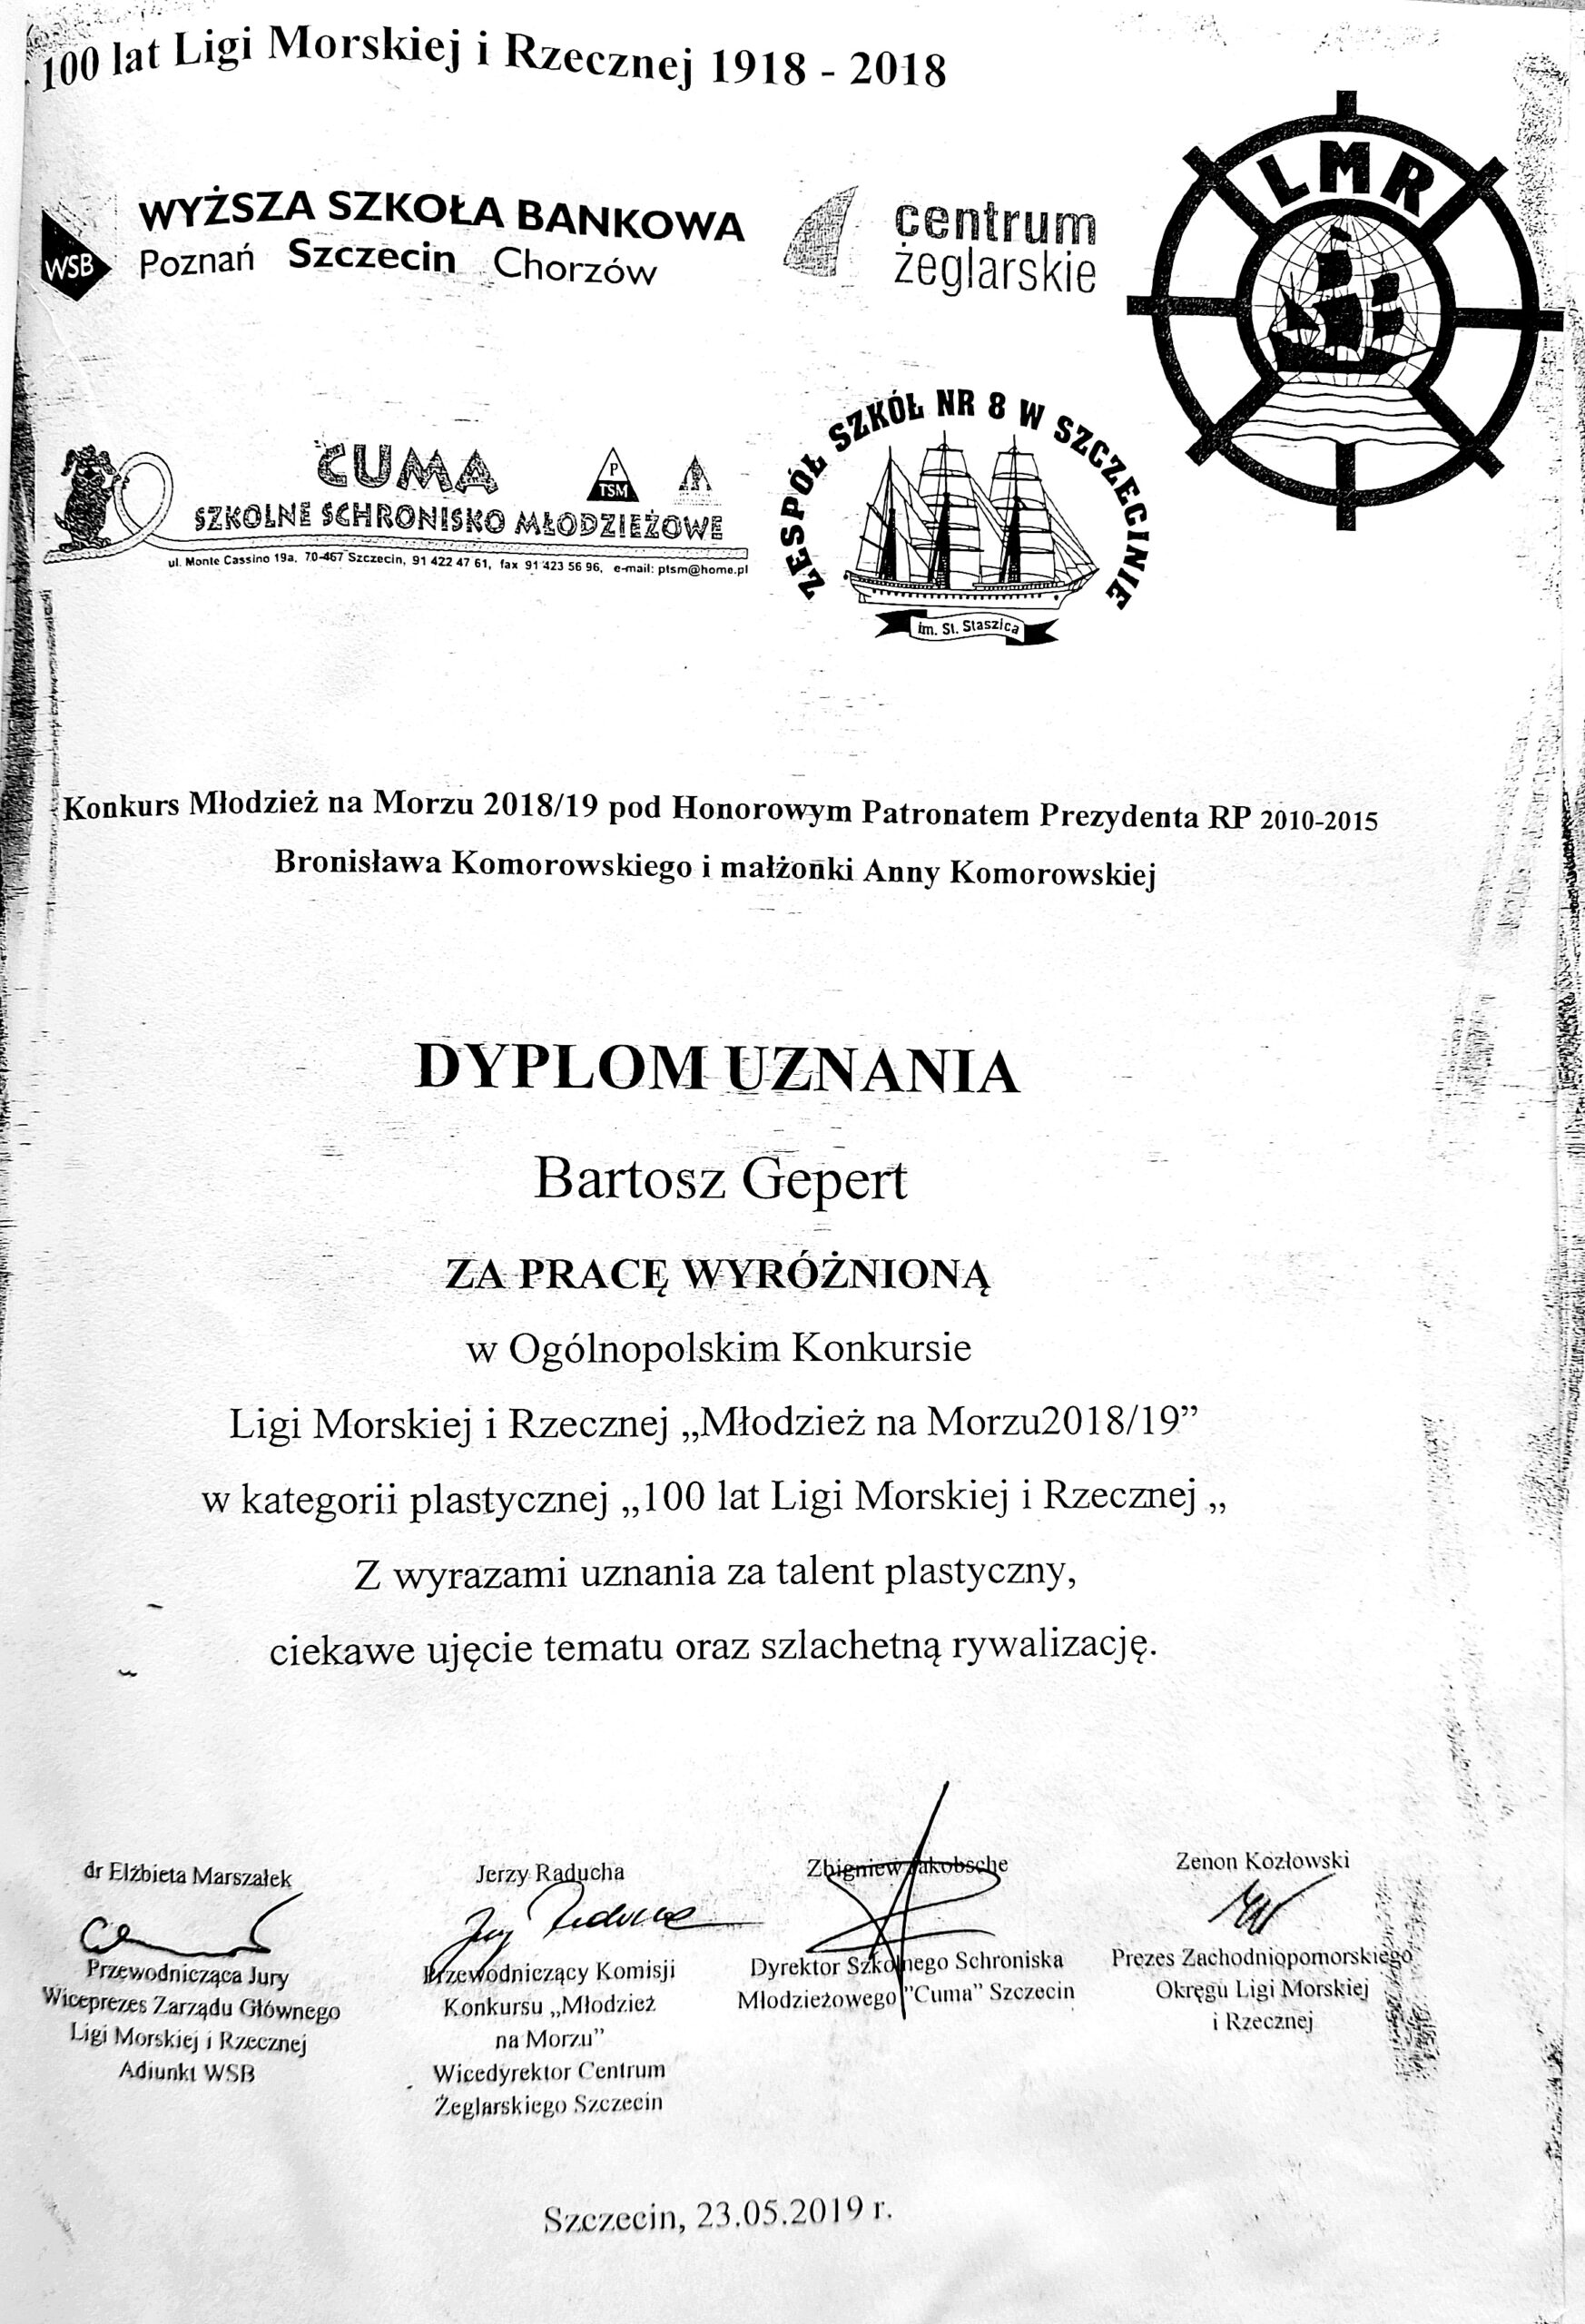 100 lat Ligi Morskiej i Rzecznej 1918 - 2018
WSB
WYŻSZA SZKOŁA BANKOWA
Poznań Szczecin Chorzów
centrum
żeglarskie
LMR
CUMA
P
TSM
SZKOLNE SCHRONISKO MŁODZIEŻOWE
ul. Monte Cassino 19a, 70-467 Szczecin, 91 422 47 61, fax 91 423 56 96, e-mail: ptsm@home.pl
ZESPÓŁ SZKÓŁ NR 8 W SZCZECINIE
im. St. Staszica
Konkurs Młodzież na Morzu 2018/19 pod Honorowym Patronatem Prezydenta RP 2010-2015
Bronisława Komorowskiego i małżonki Anny Komorowskiej
DYPLOM UZNANIA
Bartosz Gepert
ZA PRACĘ WYRÓŻNIONĄ
w Ogólnopolskim Konkursie
Ligi Morskiej i Rzecznej „Młodzież na Morzu2018/19”
w kategorii plastycznej „100 lat Ligi Morskiej i Rzecznej „
Z wyrazami uznania za talent plastyczny,
ciekawe ujęcie tematu oraz szlachetną rywalizację.
dr Elżbieta Marszałek
Przewodnicząca Jury
Wiceprezes Zarządu Głównego
Ligi Morskiej i Rzecznej
Adiunkt WSB
Jerzy Raducha
Przewodniczący Komisji
Konkursu „Młodzież
na Morzu”
Wicedyrektor Centrum
Żeglarskiego Szczecin
Zbigniew Jakobsche
Dyrektor Szkolnego Schroniska
Młodzieżowego "Cuma" Szczecin
Zenon Kozłowski
Prezes Zachodniopomorskiego
Okręgu Ligi Morskiej
i Rzecznej
Szczecin, 23.05.2019 r.